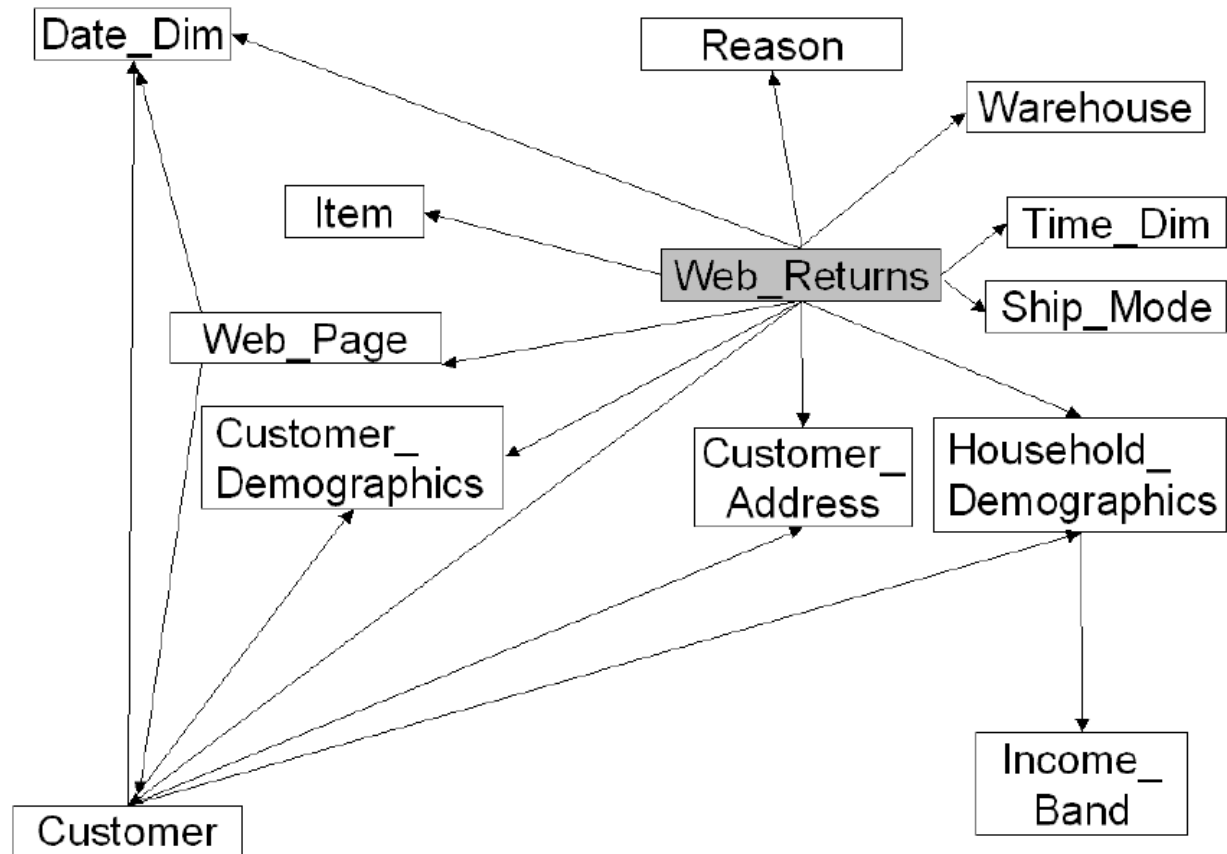 Date_Dim
Reason
Warehouse
Item
Time_Dim
Web_Returns
Ship_Mode
Web_Page
Customer_
Demographics
Customer_
Address
Household_
Demographics
Income_
Band
Customer